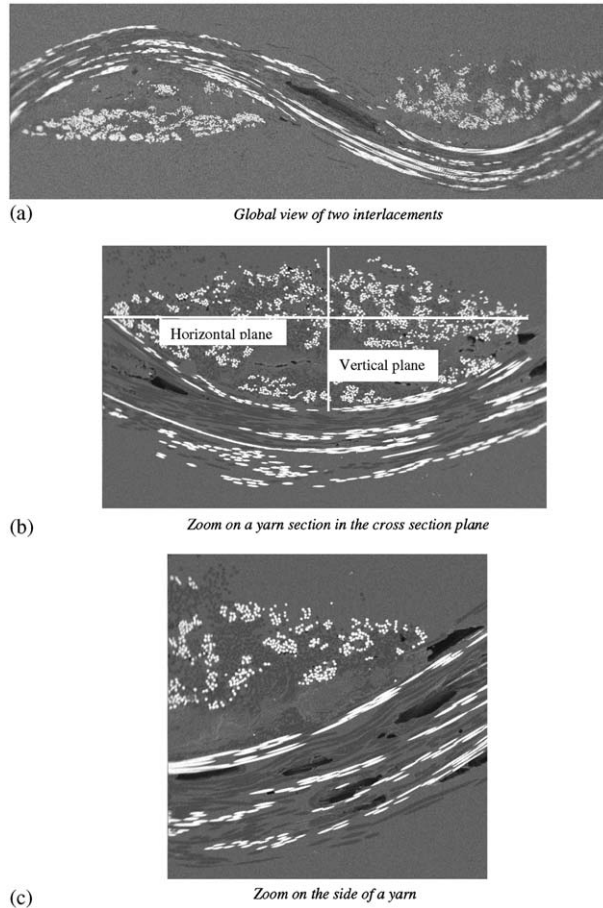 (a)
Global view of two interlacements
Horizontal plane
Vertical plane
(b)
Zoom on a yarn section in the cross section plane
(c)
Zoom on the side of a yarn